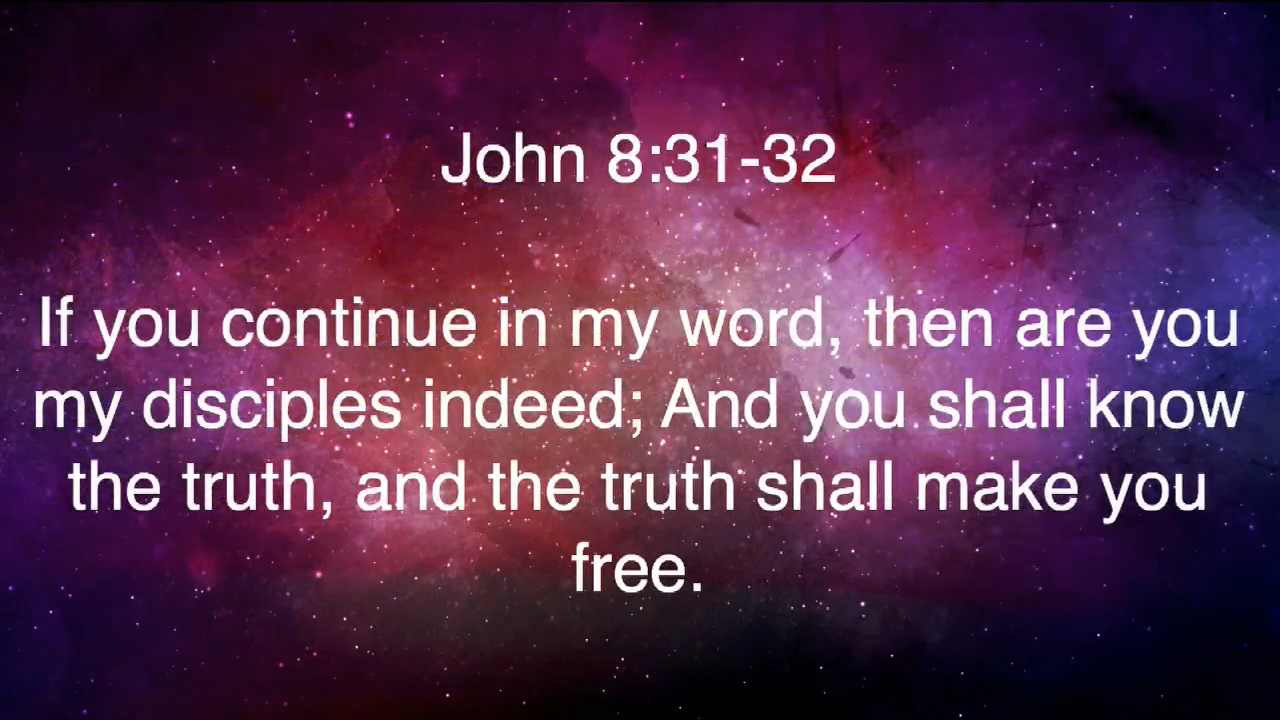 John 8:31-32
If you continue in my word, then are you
my disciples indeed; And you shall know
the truth, and the truth shall make you
free.